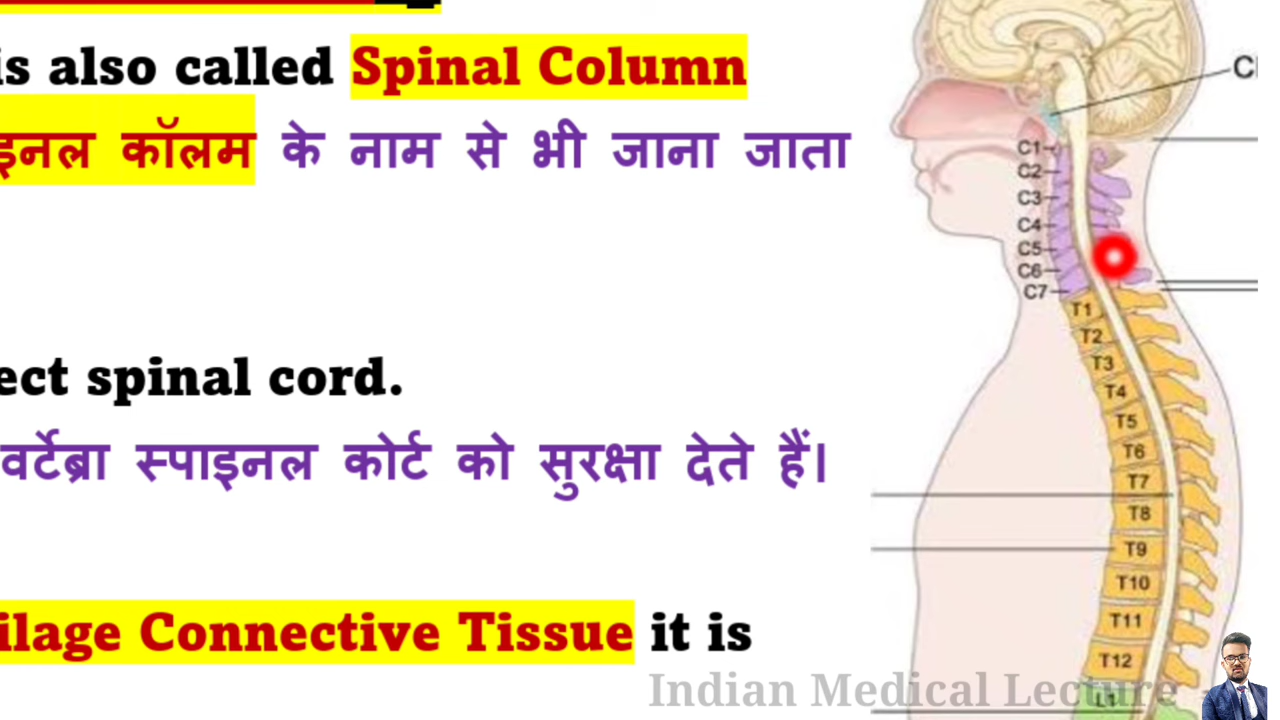 is also called Spinal Column
इनल कॉलम के नाम से भी जाना जाता
ect spinal cord.
वर्टेब्रा स्पाइनल कोर्ट को सुरक्षा देते हैं।
ilage Connective Tissue it is
Indian Medical Lecture
C
C1
C2
C3
C4
C5
C6
C7
T1
T2
T3
T4
T5
T6
T7
T8
T9
T10
T11
T12
L1